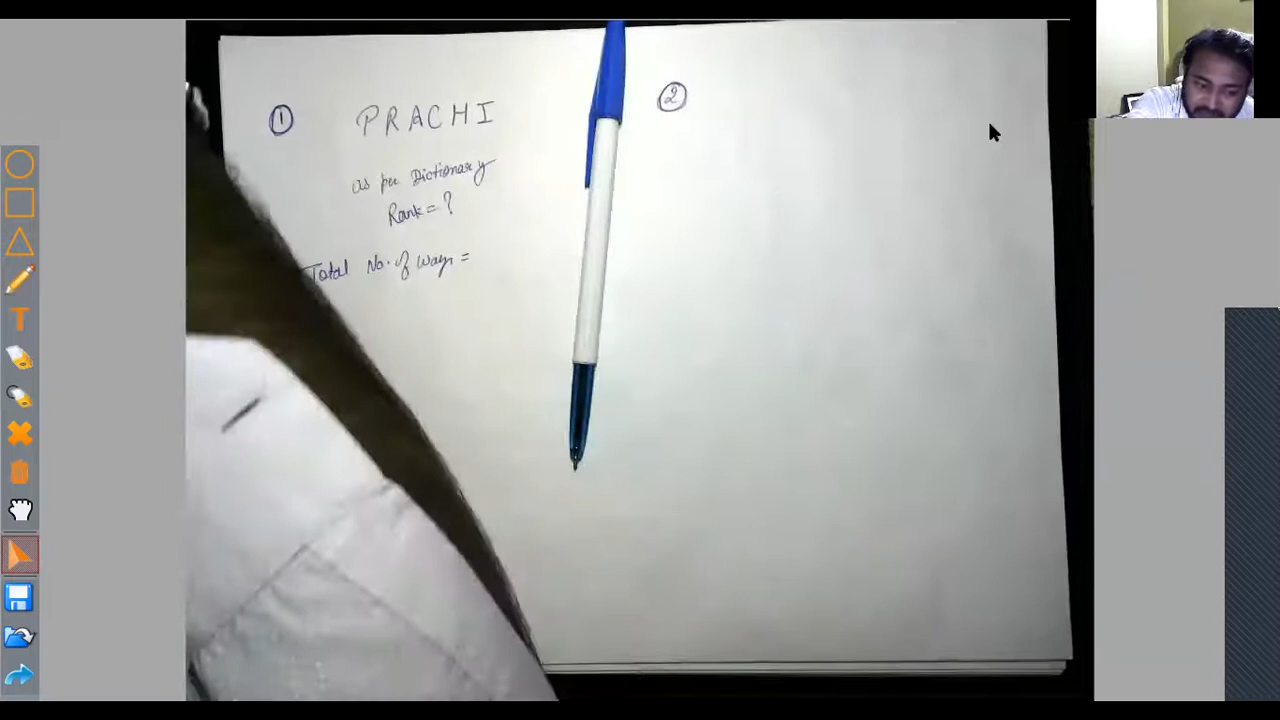 ① PRACHI
as per Dictionary
Rank = ?
Total No. of ways =
②